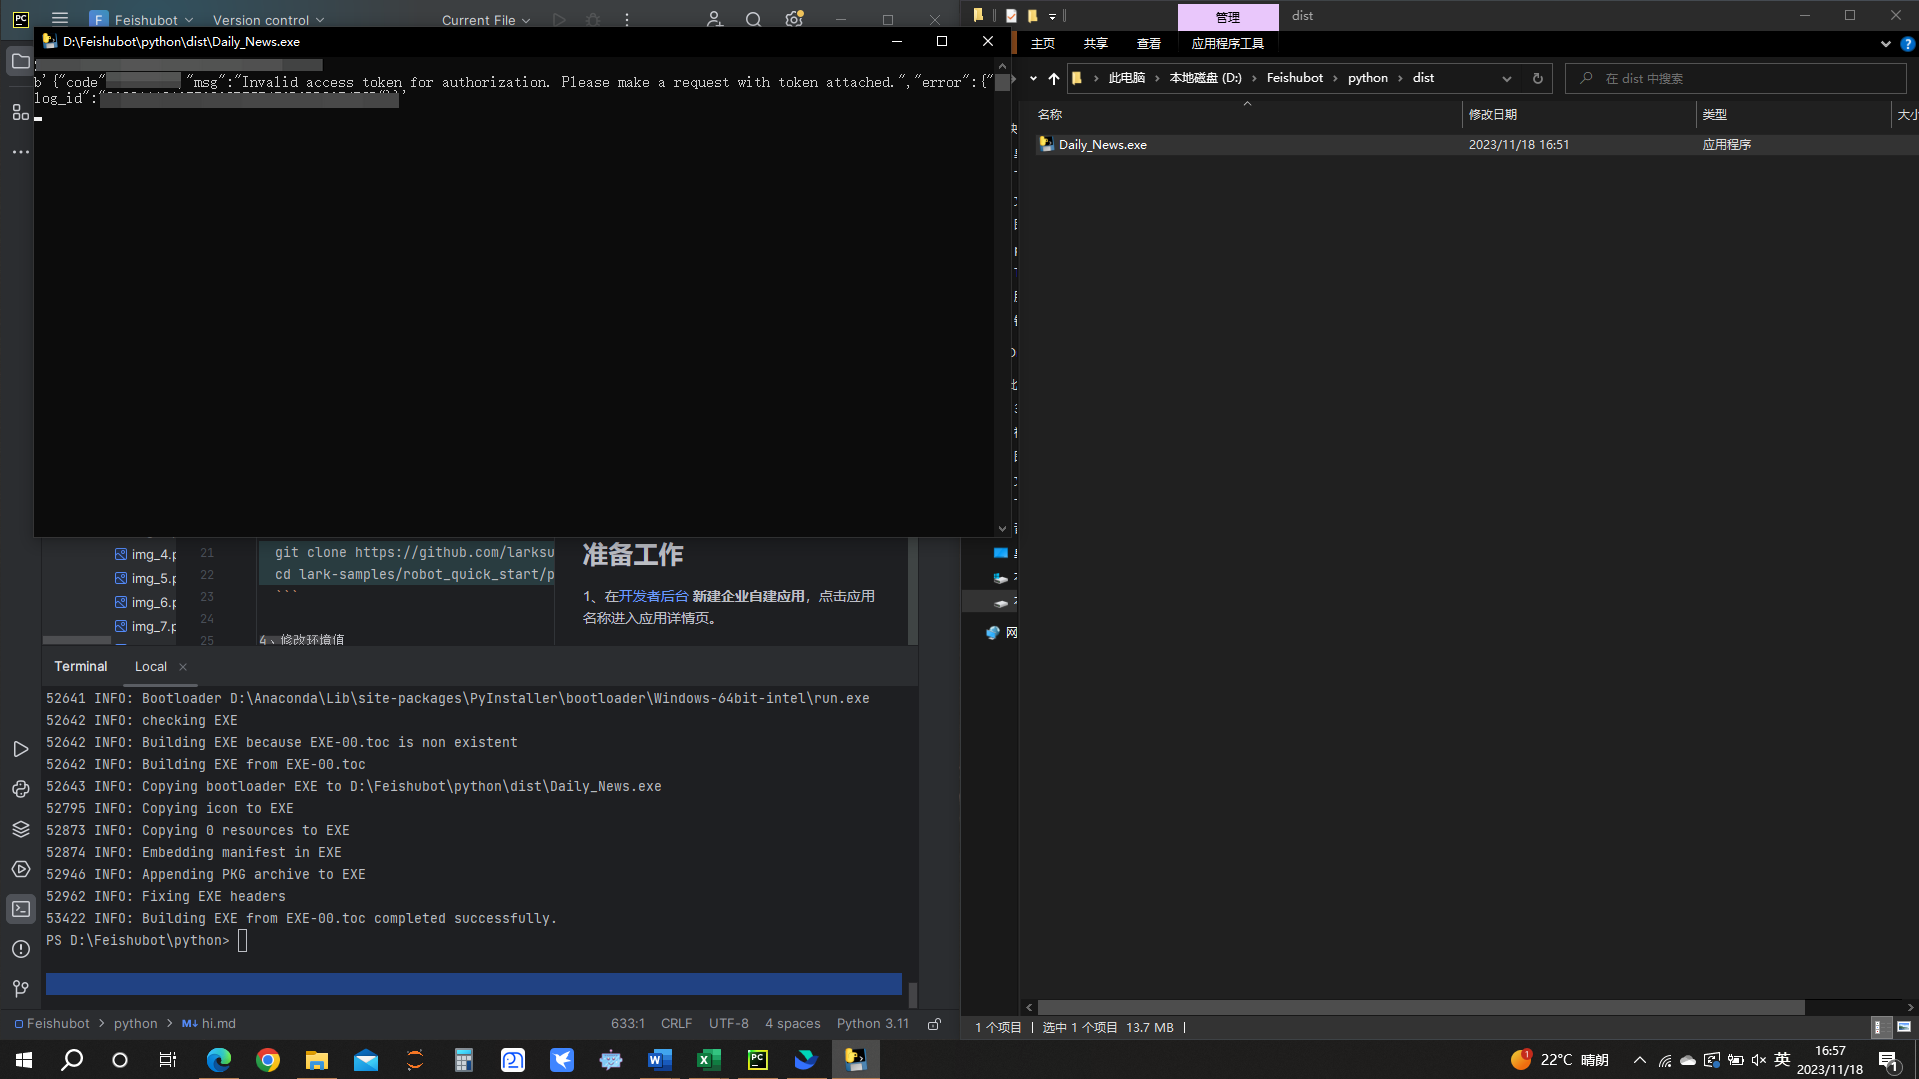 PC
F Feishubot
Version control
Current File
D:\Feishubot\python\dist\Daily_News.exe
b'{"code" "msg":"Invalid access token for authorization. Please make a request with token attached.","error":{"
log_id":"
img_4.p
img_5.p
img_6.p
img_7.p
21 git clone https://github.com/larksu
22 cd lark-samples/robot_quick_start/p
23 ```
24
25 4、修改环境值
准备工作
1、在开发者后台 新建企业自建应用，点击应用
名称进入应用详情页。
Terminal
Local
52641 INFO: Bootloader D:\Anaconda\Lib\site-packages\PyInstaller\bootloader\Windows-64bit-intel\run.exe
52642 INFO: checking EXE
52642 INFO: Building EXE because EXE-00.toc is non existent
52642 INFO: Building EXE from EXE-00.toc
52643 INFO: Copying bootloader EXE to D:\Feishubot\python\dist\Daily_News.exe
52795 INFO: Copying icon to EXE
52873 INFO: Copying 0 resources to EXE
52874 INFO: Embedding manifest in EXE
52946 INFO: Appending PKG archive to EXE
52962 INFO: Fixing EXE headers
53422 INFO: Building EXE from EXE-00.toc completed successfully.
PS D:\Feishubot\python>
Feishubot > python > M↓ hi.md
633:1 CRLF UTF-8 4 spaces Python 3.11
管理
dist
主页 共享 查看 应用程序工具
此电脑 > 本地磁盘 (D:) > Feishubot > python > dist
在 dist 中搜索
名称 修改日期 类型 大小
Daily_News.exe 2023/11/18 16:51 应用程序
网
1 个项目 选中 1 个项目 13.7 MB
22°C 晴朗
英
16:57
2023/11/18
1